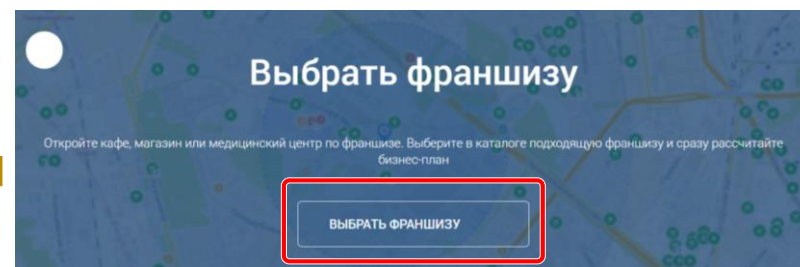 Выбрать франшизу
Откройте кафе, магазин или медицинский центр по франшизе. Выберите в каталоге подходящую франшизу и сразу рассчитайте
бизнес-план
ВЫБРАТЬ ФРАНШИЗУ